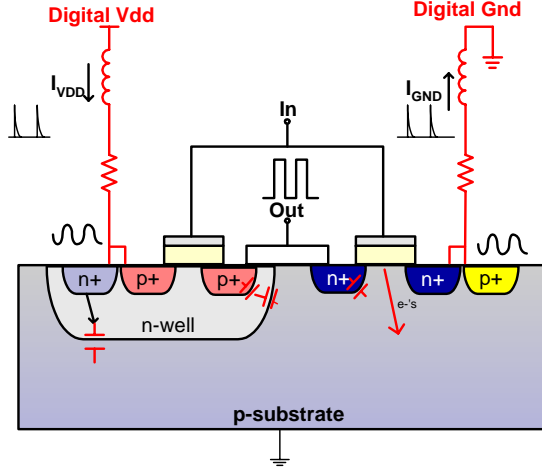 Digital Vdd
Digital Gnd
IVDD
IGND
In
Out
n+
p+
p+
n+
n+
p+
e-'s
n-well
p-substrate